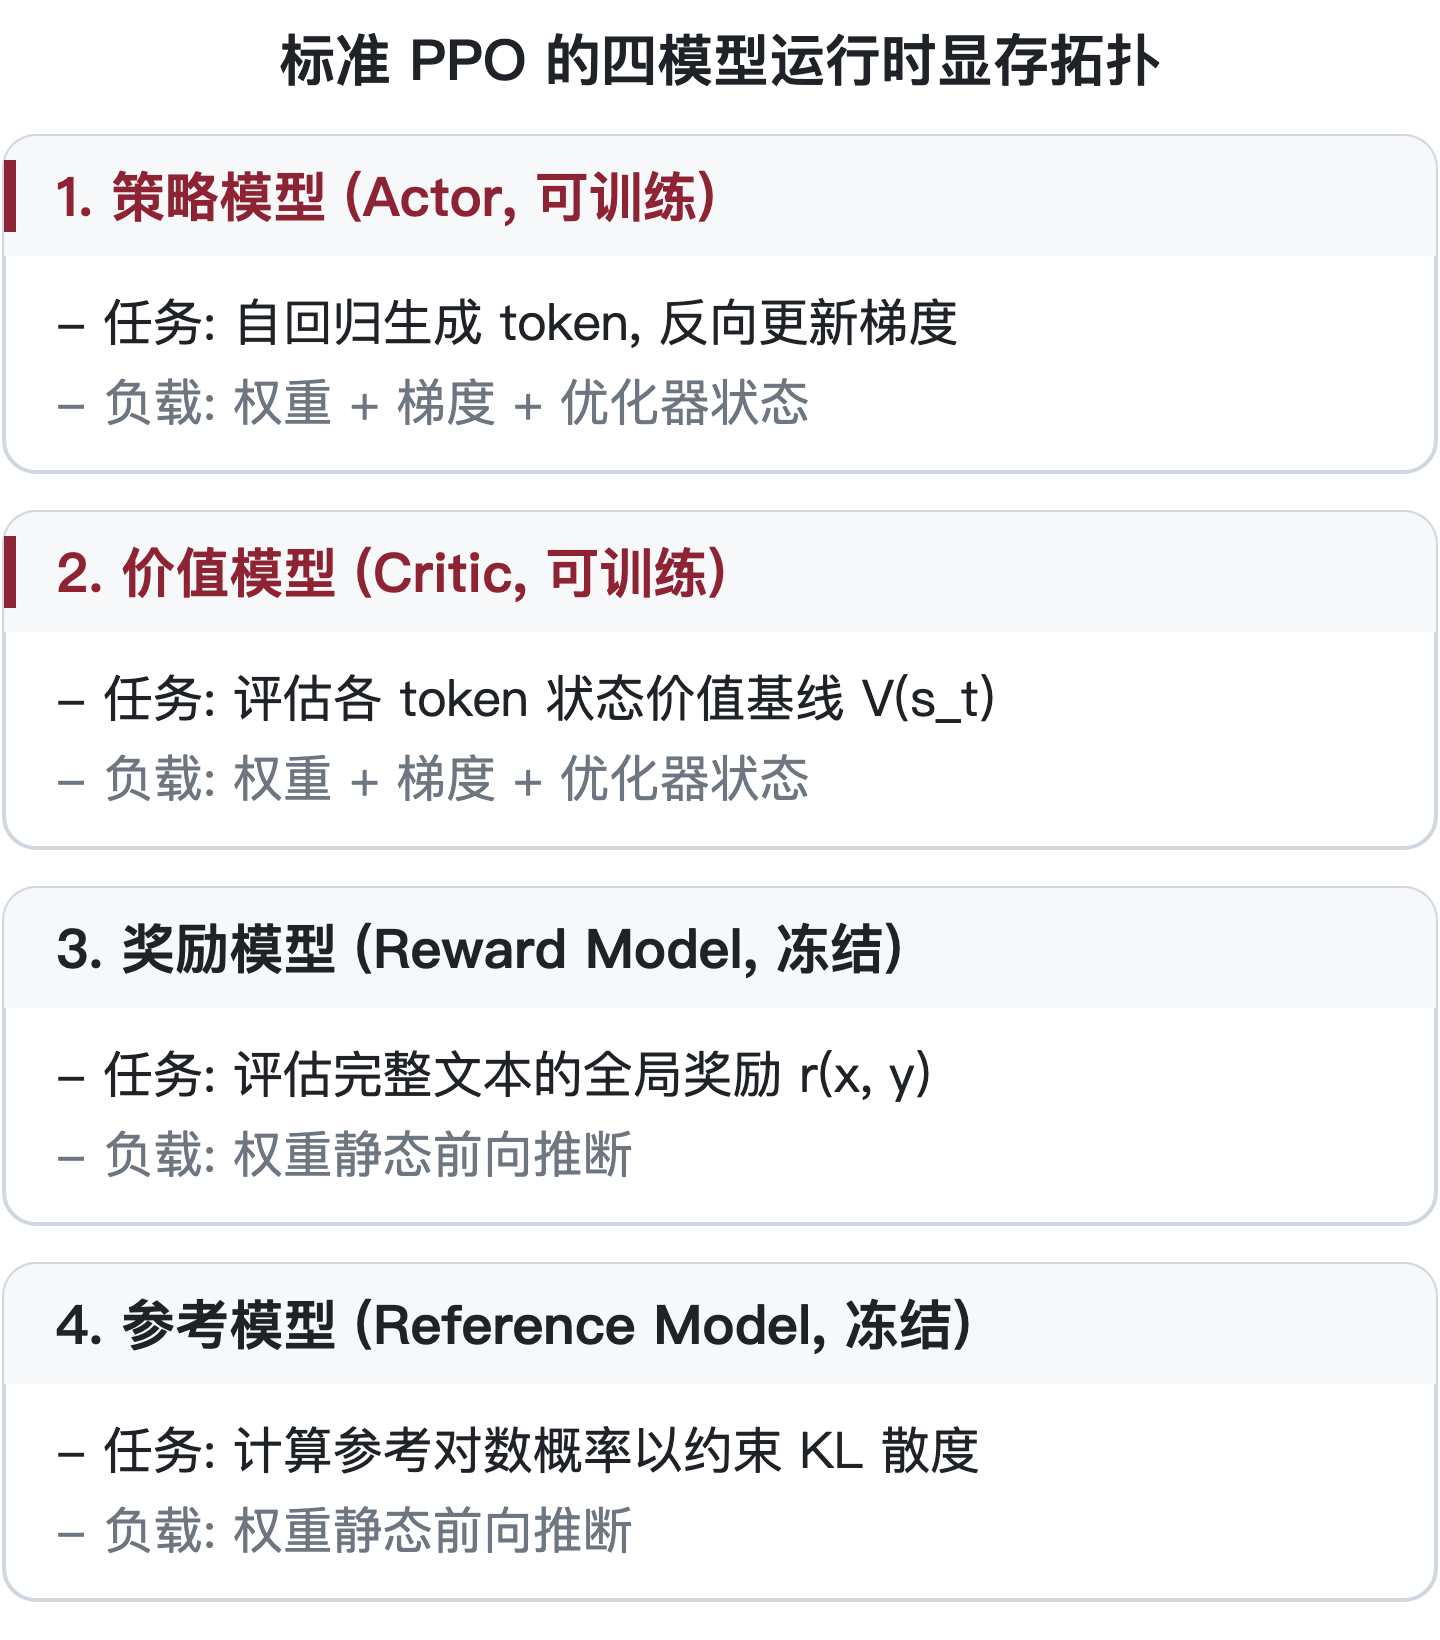 标准 PPO 的四模型运行时显存拓扑
1. 策略模型 (Actor, 可训练)
– 任务: 自回归生成 token, 反向更新梯度
– 负载: 权重 + 梯度 + 优化器状态
2. 价值模型 (Critic, 可训练)
– 任务: 评估各 token 状态价值基线 V(s_t)
– 负载: 权重 + 梯度 + 优化器状态
3. 奖励模型 (Reward Model, 冻结)
– 任务: 评估完整文本的全局奖励 r(x, y)
– 负载: 权重静态前向推断
4. 参考模型 (Reference Model, 冻结)
– 任务: 计算参考对数概率以约束 KL 散度
– 负载: 权重静态前向推断